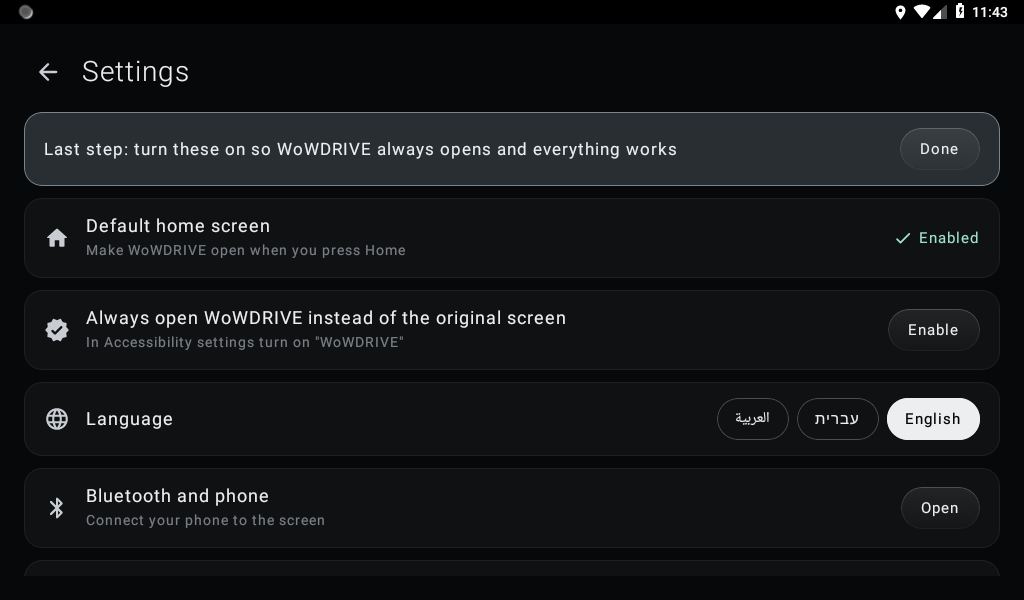 11:43
Settings
Last step: turn these on so WoWDRIVE always opens and everything works
Done
Default home screen
Make WoWDRIVE open when you press Home
Enabled
Always open WoWDRIVE instead of the original screen
In Accessibility settings turn on "WoWDRIVE"
Enable
Language
العربية
עברית
English
Bluetooth and phone
Connect your phone to the screen
Open